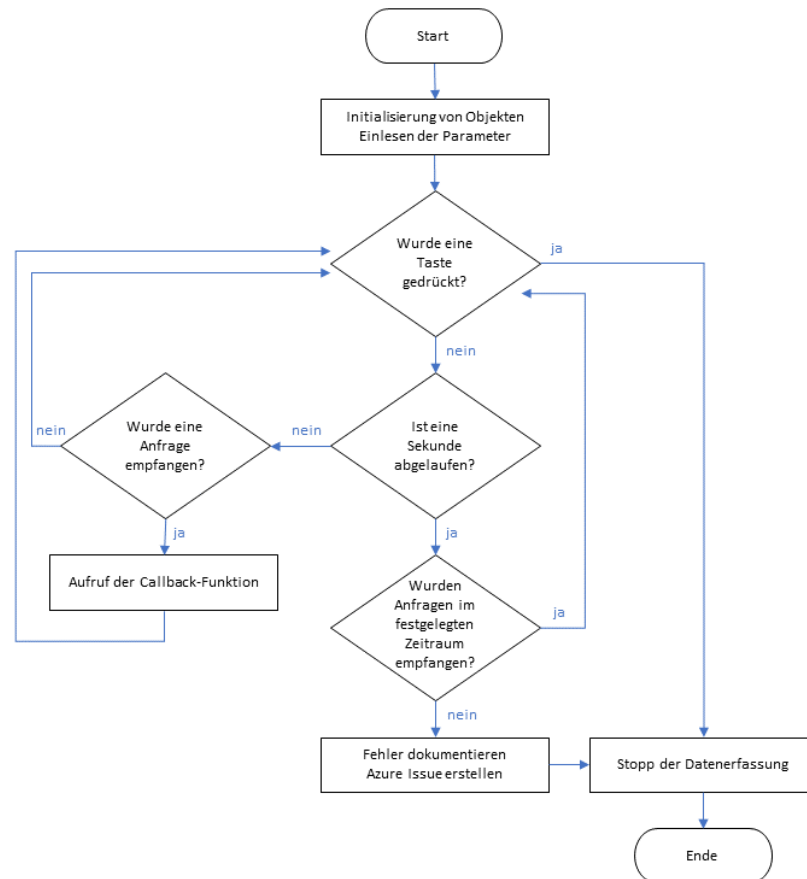 Start
Initialisierung von Objekten
Einlesen der Parameter
Wurde eine
Taste
gedrückt?
ja
nein
nein
Wurde eine
Anfrage
empfangen?
nein
Ist eine
Sekunde
abgelaufen?
ja
ja
Aufruf der Callback-Funktion
Wurden
Anfragen im
festgelegten
Zeitraum
empfangen?
ja
nein
Fehler dokumentieren
Azure Issue erstellen
Stopp der Datenerfassung
Ende